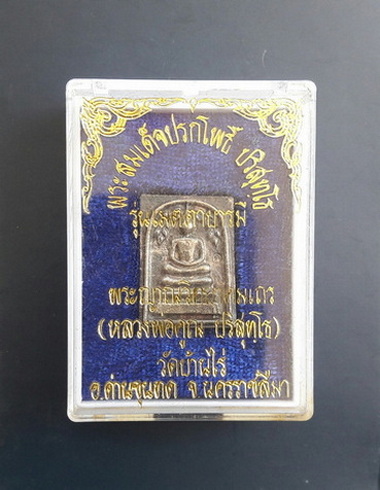 พระสมเด็จปรกโพธิ์ ปริสุทฺโธ
รุ่นเมตตาบารมี
พระญาณวิทยาคมเถร
(หลวงพ่อคูณ ปริสุทฺโธ)
วัดบ้านไร่
อ.ด่านขุนทด จ.นครราชสีมา